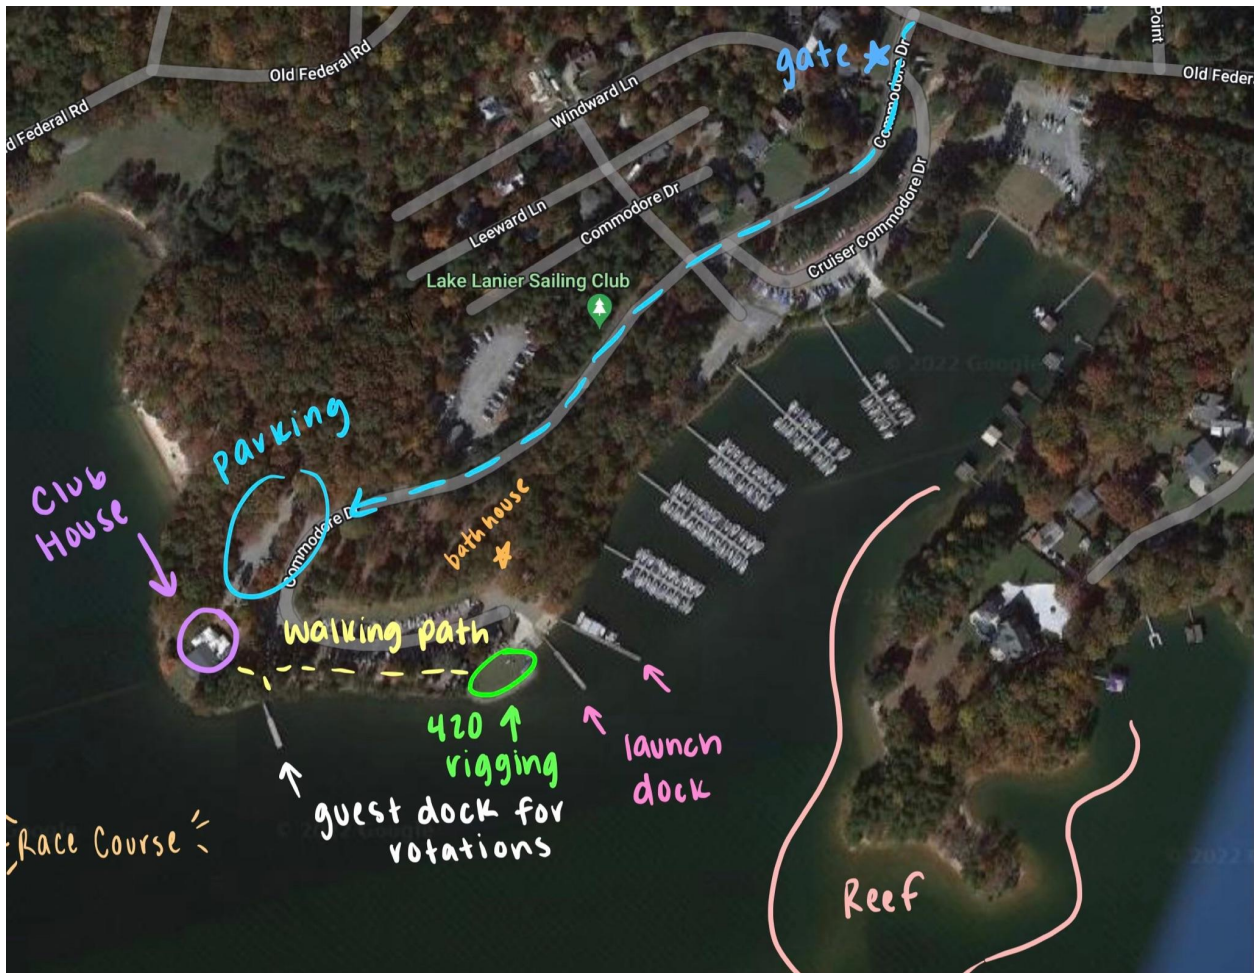 Old Federal Rd
d Federal Rd
Windward Ln
gate
Commodore Dr
Point
Old Feder
Leeward Ln
Commodore Dr
Cruiser Commodore Dr
Lake Lanier Sailing Club
© 2022 Google
parking
Club
House
Commodore D
bath house
walking path
420
rigging
launch
dock
guest dock for
rotations
Race Course
Reef
© 2022